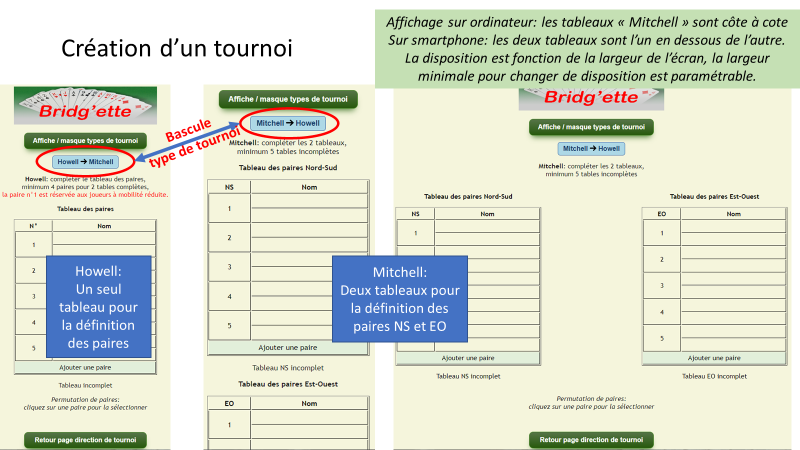 Création d’un tournoi
Affichage sur ordinateur: les tableaux « Mitchell » sont côte à cote
Sur smartphone: les deux tableaux sont l’un en dessous de l’autre.
La disposition est fonction de la largeur de l’écran, la largeur
minimale pour changer de disposition est paramétrable.
Bridg’ette
Affiche / masque types de tournoi
Howell ➔ Mitchell
Howell: compléter le tableau des paires,
minimum 4 paires pour 2 tables complètes,
la paire n°1 est réservée aux joueurs à mobilité réduite.
Tableau des paires
N° Nom
1
2
3
4
5
Ajouter une paire
Tableau incomplet
Permutation de paires:
cliquez sur une paire pour la sélectionner
Retour page direction de tournoi
Howell:
Un seul
tableau pour
la définition
des paires
Bascule
type de tournoi
Affiche / masque types de tournoi
Mitchell ➔ Howell
Mitchell: compléter les 2 tableaux,
minimum 5 tables incomplètes
Tableau des paires Nord-Sud
NS Nom
1
2
3
4
5
Ajouter une paire
Tableau NS incomplet
Tableau des paires Est-Ouest
EO Nom
1
Mitchell:
Deux tableaux pour
la définition des
paires NS et EO
Bridg’ette
Affiche / masque types de tournoi
Mitchell ➔ Howell
Mitchell: compléter les 2 tableaux,
minimum 5 tables incomplètes
Tableau des paires Nord-Sud
NS Nom
1
Tableau NS incomplet
Tableau des paires Est-Ouest
EO Nom
1
2
3
4
5
Ajouter une paire
Tableau EO incomplet
Permutation de paires:
cliquez sur une paire pour la sélectionner
Retour page direction de tournoi